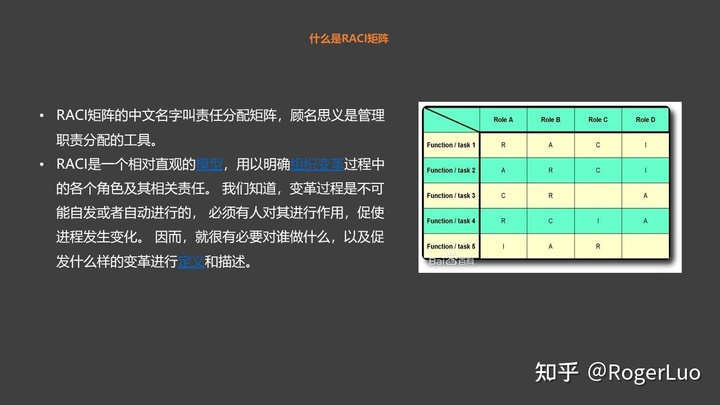 什么是RACI矩阵
• RACI矩阵的中文名字叫责任分配矩阵，顾名思义是管理
职责分配的工具。
• RACI是一个相对直观的模型，用以明确组织变革过程中
的各个角色及其相关责任。 我们知道，变革过程是不可
能自发或者自动进行的， 必须有人对其进行作用，促使
进程发生变化。 因而，就很有必要对谁做什么，以及促
发什么样的变革进行定义和描述。
Role A Role B Role C Role D
Function / task 1 R A C I
Function / task 2 A R C I
Function / task 3 C R A
Function / task 4 R C I A
Function / task 5 I A R
Bai 百科
知乎 @RogerLuo